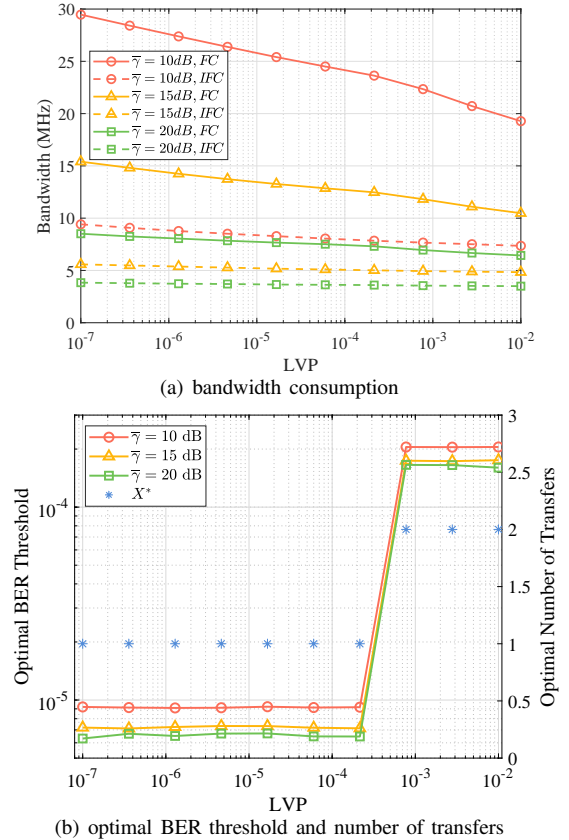 30
25
20
15
10
5
0
Bandwidth (MHz)
γ̅ = 10dB, FC
γ̅ = 10dB, IFC
γ̅ = 15dB, FC
γ̅ = 15dB, IFC
γ̅ = 20dB, FC
γ̅ = 20dB, IFC
10⁻⁷ 10⁻⁶ 10⁻⁵ 10⁻⁴ 10⁻³ 10⁻²
LVP
(a) bandwidth consumption
γ̅ = 10 dB
γ̅ = 15 dB
γ̅ = 20 dB
X*
Optimal BER Threshold
10⁻⁴
10⁻⁵
3
2.5
2
1.5
1
0.5
0
Optimal Number of Transfers
10⁻⁷ 10⁻⁶ 10⁻⁵ 10⁻⁴ 10⁻³ 10⁻²
LVP
(b) optimal BER threshold and number of transfers